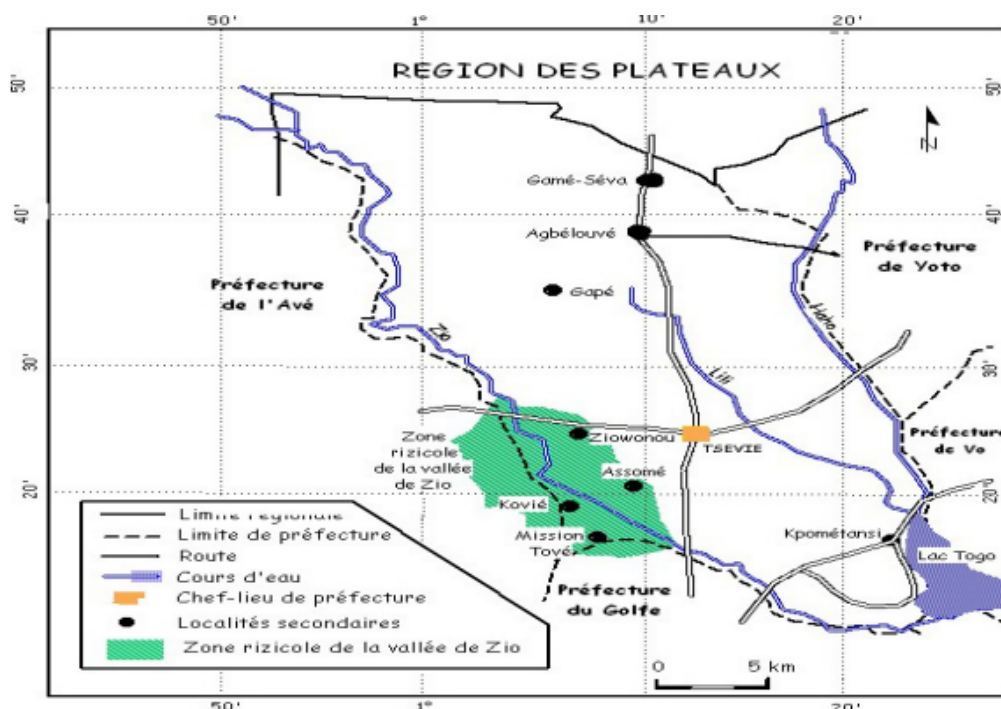 50' 1° 10' 20'
REGION DES PLATEAUX
50' 50'
N
Gamé-Séva
40' 40'
Agbélouvé
Préfecture
de Yoto
Préfecture
de l'Avé
Gapé
Zio
Haho
Lili
30' 30'
Zone
rizicole
de la vallée
de Zio
Ziowonou
TSEVIE
Préfecture
de Vo
Assomé
20' 20'
Kovié
Mission
Tové
Kpométansi
Lac Togo
Préfecture
du Golfe
Limite régionale
Limite de préfecture
Route
Cours d'eau
Chef-lieu de préfecture
Localités secondaires
Zone rizicole de la vallée de Zio
0 5 km
50' 1° 20'